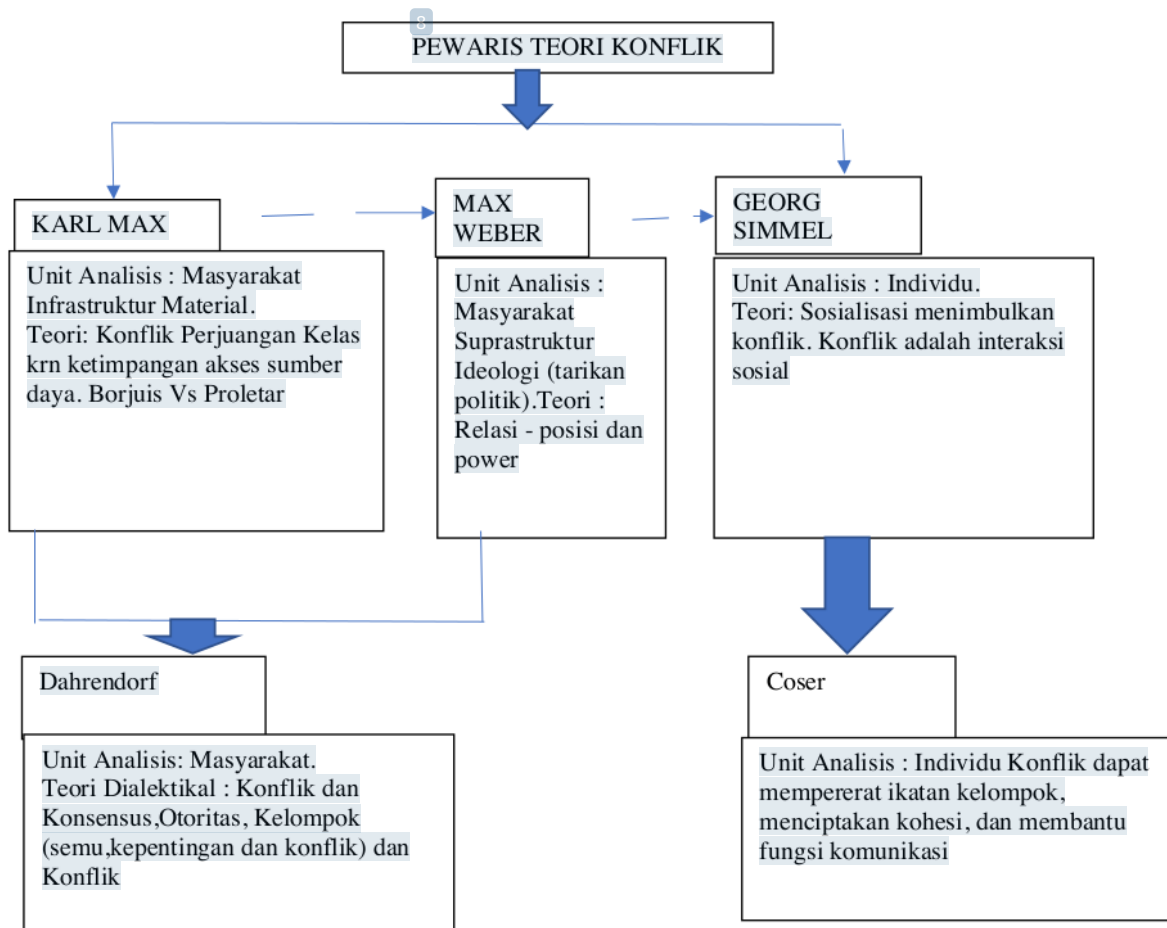 8
PEWARIS TEORI KONFLIK
KARL MAX
Unit Analisis : Masyarakat
Infrastruktur Material.
Teori: Konflik Perjuangan Kelas
krn ketimpangan akses sumber
daya. Borjuis Vs Proletar
MAX
WEBER
Unit Analisis :
Masyarakat
Suprastruktur
Ideologi (tarikan
politik).Teori :
Relasi - posisi dan
power
GEORG
SIMMEL
Unit Analisis : Individu.
Teori: Sosialisasi menimbulkan
konflik. Konflik adalah interaksi
sosial
Dahrendorf
Unit Analisis: Masyarakat.
Teori Dialektikal : Konflik dan
Konsensus,Otoritas, Kelompok
(semu,kepentingan dan konflik) dan
Konflik
Coser
Unit Analisis : Individu Konflik dapat
mempererat ikatan kelompok,
menciptakan kohesi, dan membantu
fungsi komunikasi